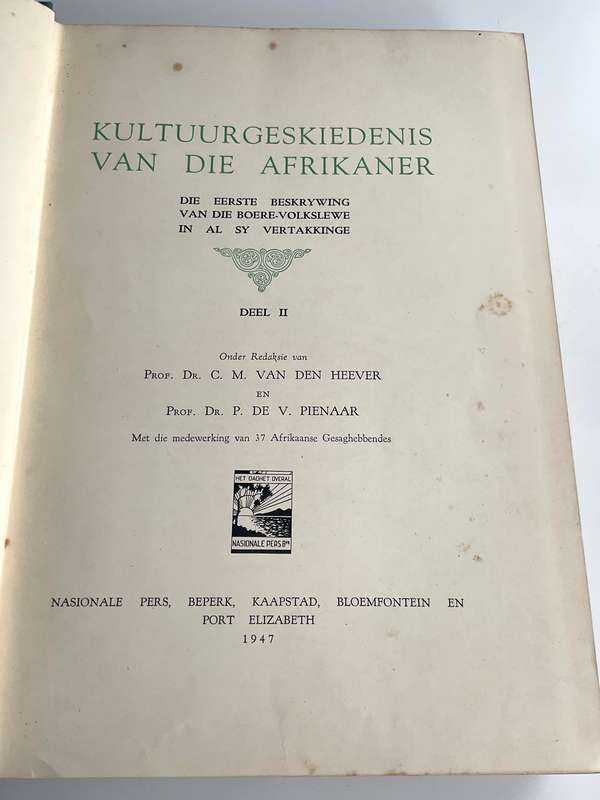 KULTUURGESKIEDENIS
VAN DIE AFRIKANER
DIE EERSTE BESKRYWING
VAN DIE BOERE-VOLKSLEWE
IN AL SY VERTAKKINGE
DEEL II
Onder Redaksie van
PROF. DR. C. M. VAN DEN HEEVER
EN
PROF. DR. P. DE V. PIENAAR
Met die medewerking van 37 Afrikaanse Gesaghebbendes
HET DAGHET OVERAL
NASIONALE PERS BPK
NASIONALE PERS, BEPERK, KAAPSTAD, BLOEMFONTEIN EN
PORT ELIZABETH
1947